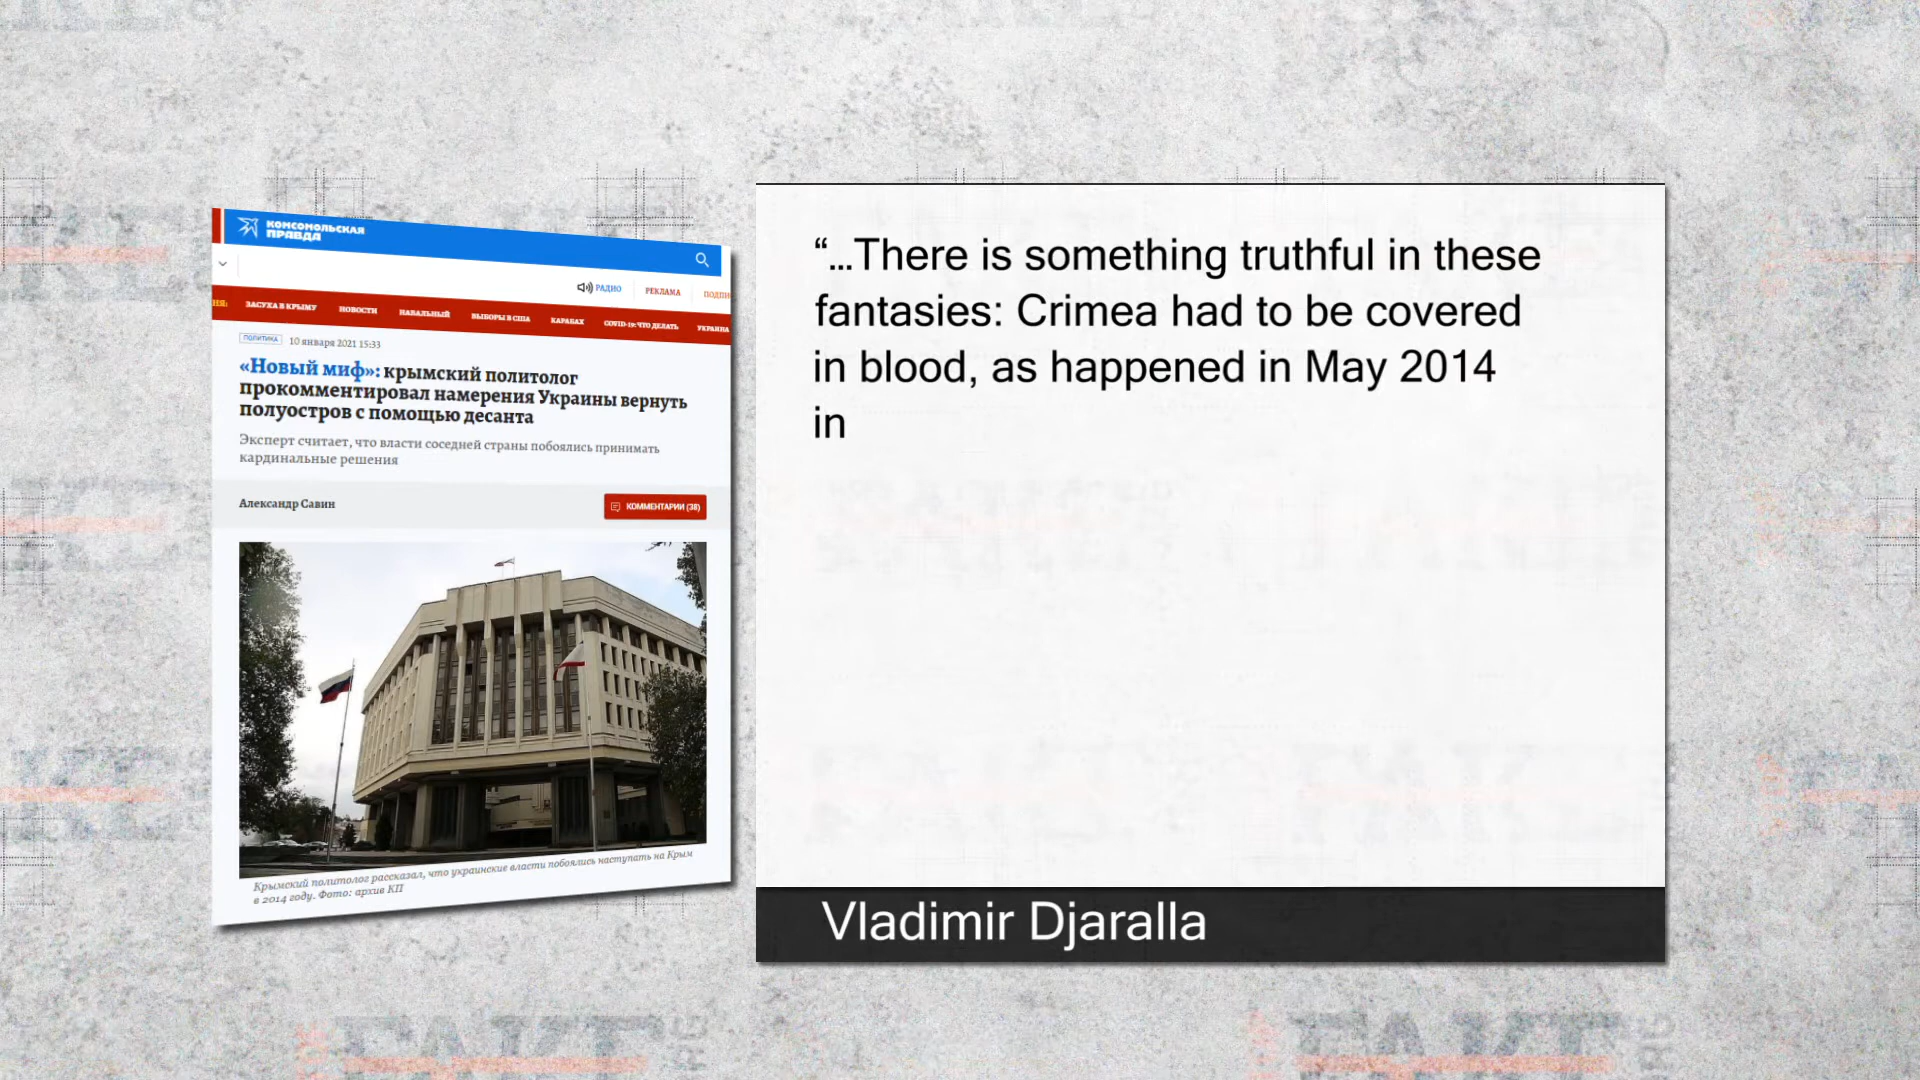 КОМСОМОЛЬСКАЯ
ПРАВДА
РАДИО
РЕКЛАМА
ЗАСУХА В КРЫМУ
НОВОСТИ
НАВАЛЬНЫЙ
ВЫБОРЫ В США
КАРАБАХ
COVID-19: ЧТО ДЕЛАТЬ
УКРАИНА
ПОЛИТИКА
10 января 2021 15:33
«Новый миф»: крымский политолог
прокомментировал намерения Украины вернуть
полуостров с помощью десанта
Эксперт считает, что власти соседней страны побоялись принимать
кардинальные решения
Александр Савин
КОММЕНТАРИИ (38)
Крымский политолог рассказал, что украинские власти побоялись наступать на Крым
в 2014 году. Фото: архив КП
“...There is something truthful in these
fantasies: Crimea had to be covered
in blood, as happened in May 2014
in
Vladimir Djaralla